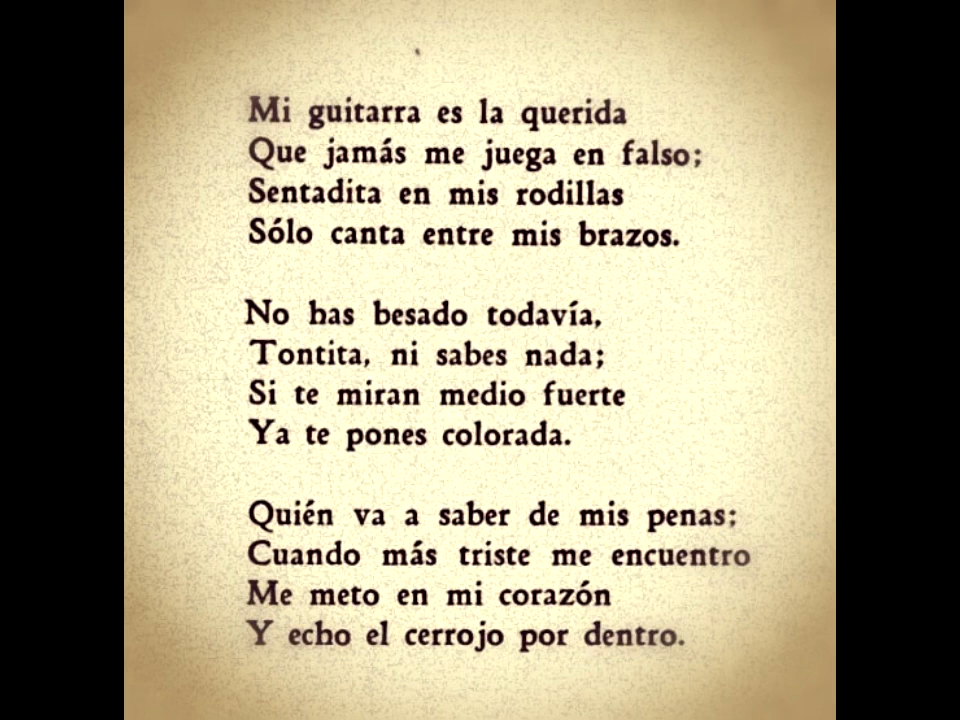 Mi guitarra es la querida
Que jamás me juega en falso;
Sentadita en mis rodillas
Sólo canta entre mis brazos.
No has besado todavía,
Tontita, ni sabes nada;
Si te miran medio fuerte
Ya te pones colorada.
Quién va a saber de mis penas;
Cuando más triste me encuentro
Me meto en mi corazón
Y echo el cerrojo por dentro.